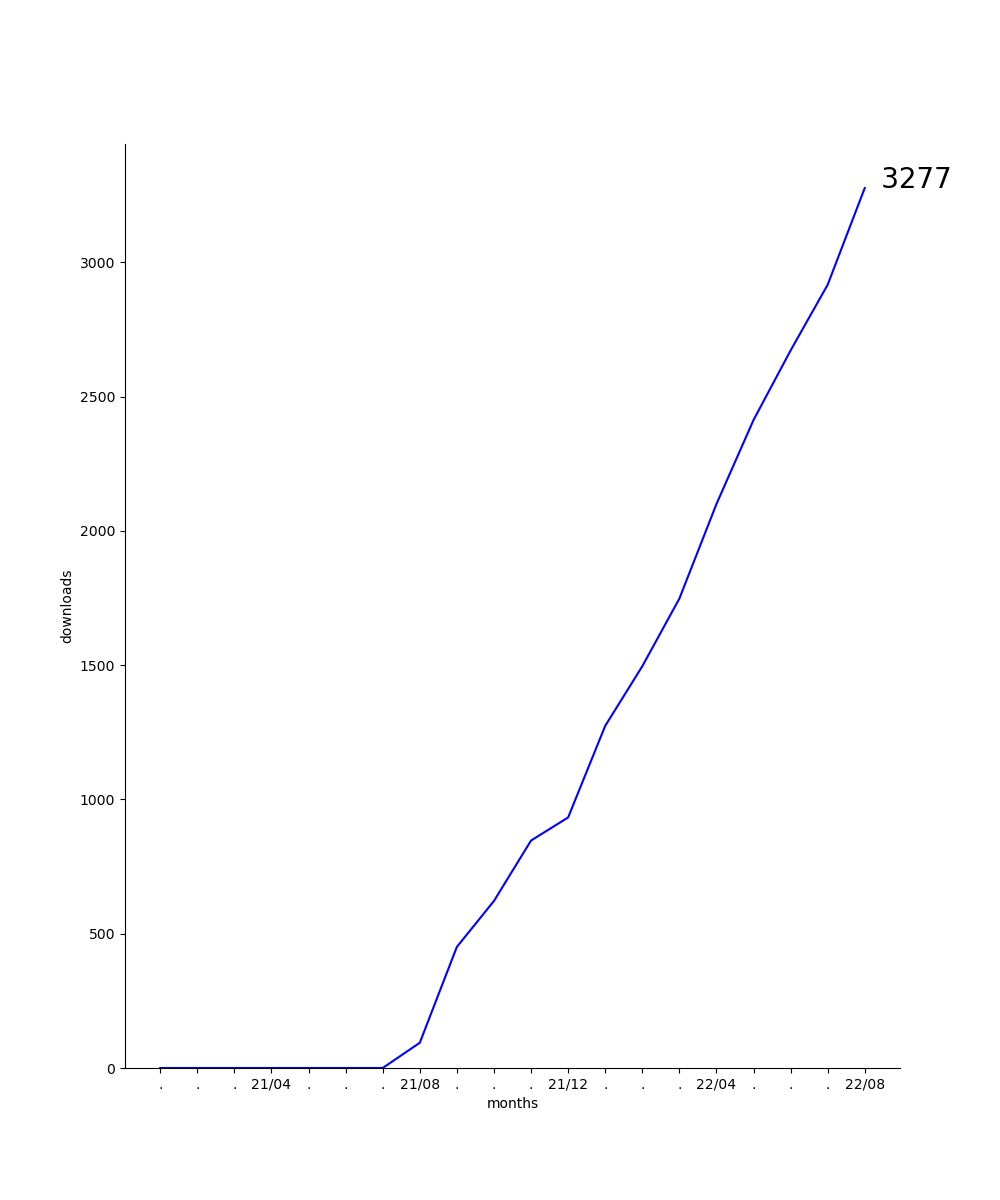 3277
3000
2500
2000
1500
1000
500
0
downloads
. . . 21/04 . . . 21/08 . . . 21/12 . . . 22/04 . . . 22/08
months